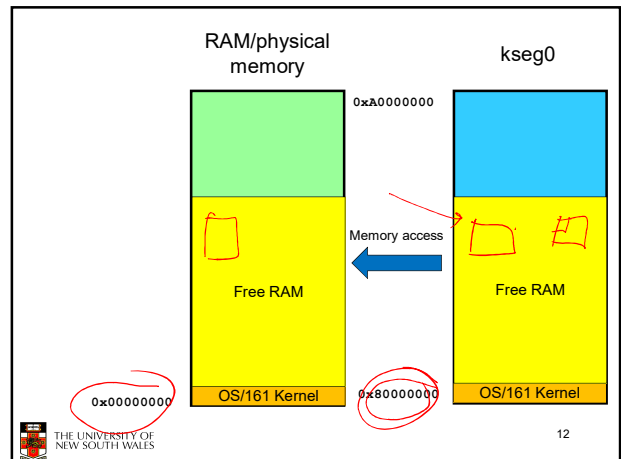 RAM/physical
memory
kseg0
0xA0000000
Memory access
Free RAM
Free RAM
OS/161 Kernel
OS/161 Kernel
0x00000000
0x80000000
THE UNIVERSITY OF
NEW SOUTH WALES
12